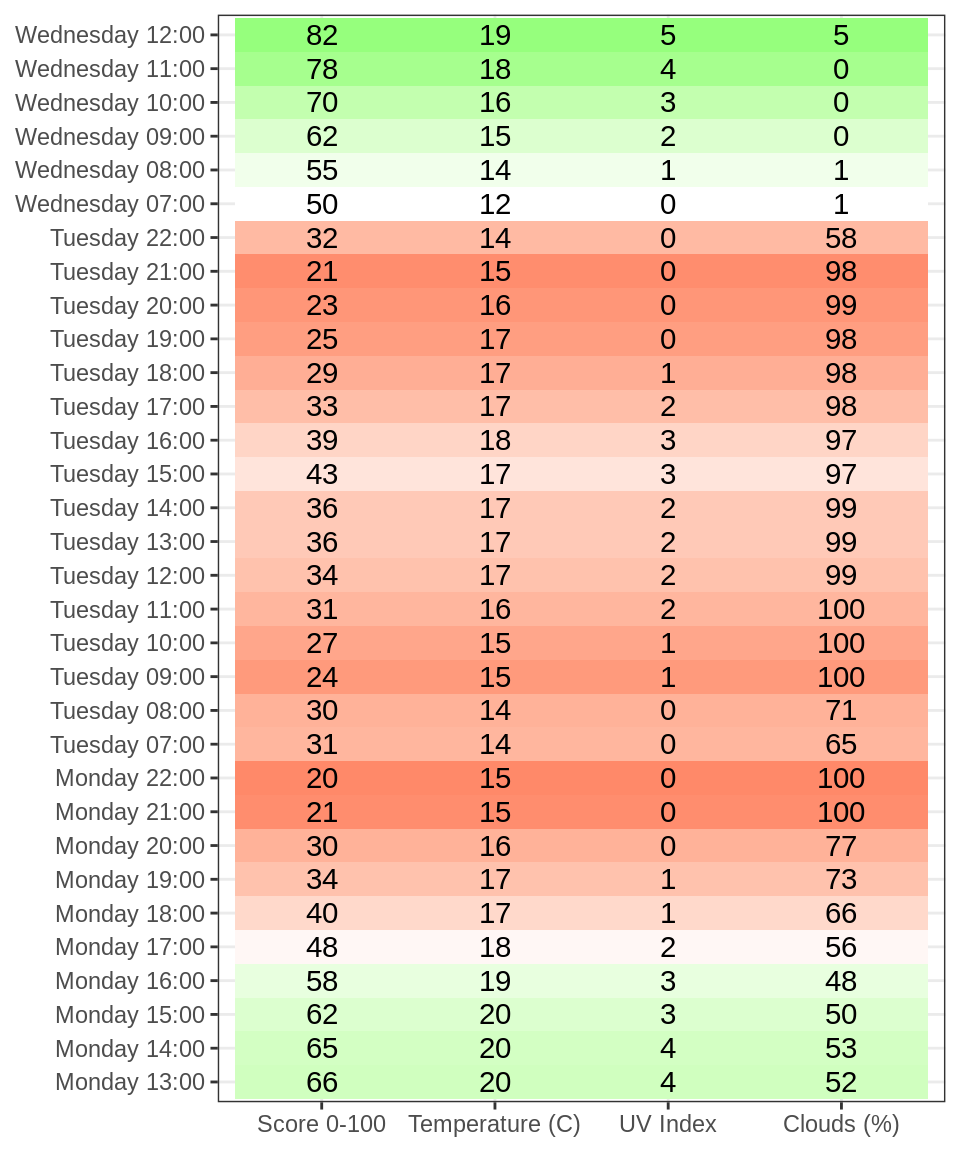 Wednesday 12:00 82 19 5 5
Wednesday 11:00 78 18 4 0
Wednesday 10:00 70 16 3 0
Wednesday 09:00 62 15 2 0
Wednesday 08:00 55 14 1 1
Wednesday 07:00 50 12 0 1
Tuesday 22:00 32 14 0 58
Tuesday 21:00 21 15 0 98
Tuesday 20:00 23 16 0 99
Tuesday 19:00 25 17 0 98
Tuesday 18:00 29 17 1 98
Tuesday 17:00 33 17 2 98
Tuesday 16:00 39 18 3 97
Tuesday 15:00 43 17 3 97
Tuesday 14:00 36 17 2 99
Tuesday 13:00 36 17 2 99
Tuesday 12:00 34 17 2 99
Tuesday 11:00 31 16 2 100
Tuesday 10:00 27 15 1 100
Tuesday 09:00 24 15 1 100
Tuesday 08:00 30 14 0 71
Tuesday 07:00 31 14 0 65
Monday 22:00 20 15 0 100
Monday 21:00 21 15 0 100
Monday 20:00 30 16 0 77
Monday 19:00 34 17 1 73
Monday 18:00 40 17 1 66
Monday 17:00 48 18 2 56
Monday 16:00 58 19 3 48
Monday 15:00 62 20 3 50
Monday 14:00 65 20 4 53
Monday 13:00 66 20 4 52
Score 0-100 Temperature (C) UV Index Clouds (%)